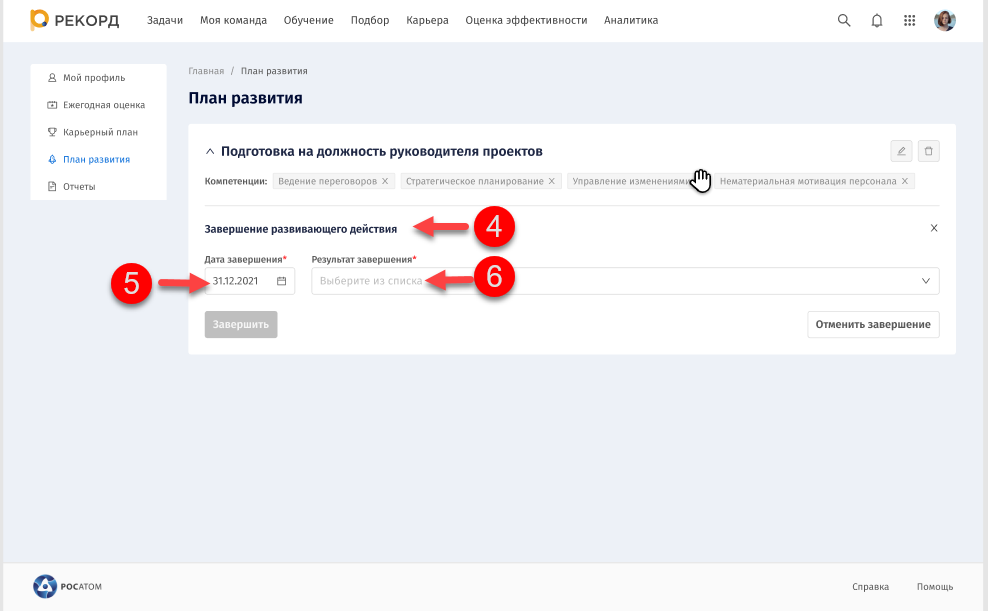 РЕКОРД Задачи Моя команда Обучение Подбор Карьера Оценка эффективности Аналитика
Мой профиль
Ежегодная оценка
Карьерный план
План развития
Отчеты
Главная / План развития
План развития
Подготовка на должность руководителя проектов
Компетенции: Ведение переговоров Стратегическое планирование Управление изменениями Нематериальная мотивация персонала
Завершение развивающего действия 4
Дата завершения* Результат завершения*
5 31.12.2021 Выберите из списка 6
Завершить Отменить завершение
РОСАТОМ Справка Помощь